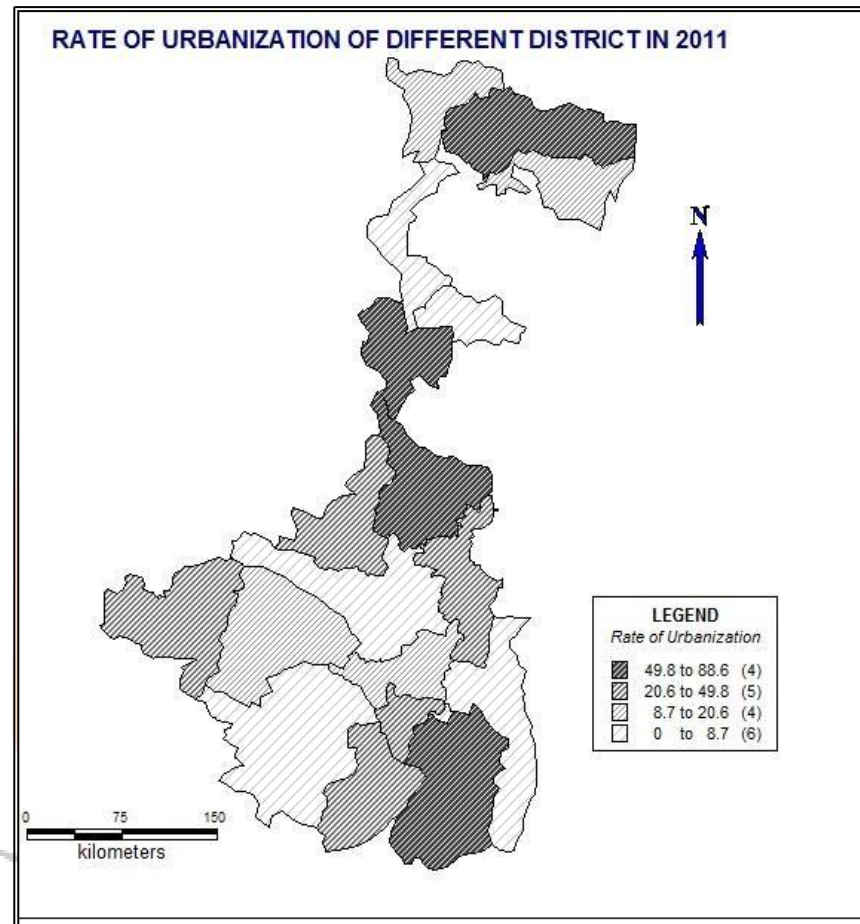 RATE OF URBANIZATION OF DIFFERENT DISTRICT IN 2011
N
LEGEND
Rate of Urbanization
49.8 to 88.6 (4)
20.6 to 49.8 (5)
8.7 to 20.6 (4)
0 to 8.7 (6)
0 75 150
kilometers